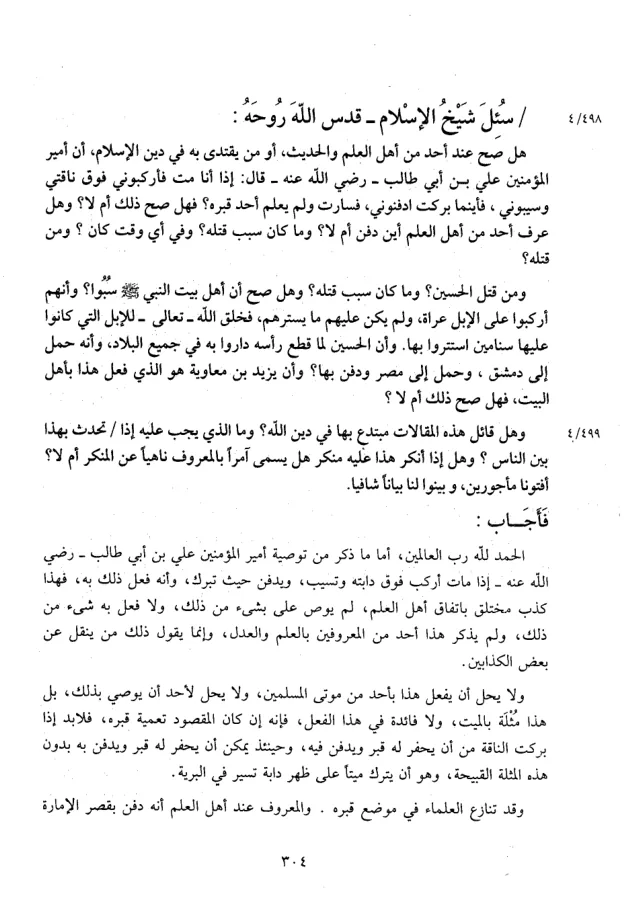 / سُئِلَ شَيْخُ الإِسْلام ـ قدس اللَّهَ رُوحَهُ : ٤/٤٩٨
هل صح عند أحد من أهل العلم والحديث، أو من يقتدى به في دين الإسلام، أن أمير
المؤمنين علي بـن أبي طالب ـ رضي اللَّه عنه ـ قال: إذا أنا مت فأركبوني فوق ناقتي
وسيبوني ، فأينما بركت ادفنوني، فسارت ولم يعلم أحد قبره؟ فهل صح ذلك أم لا؟ وهل
عرف أحد من أهل العلم أين دفن أم لا؟ وما كان سبب قتله؟ وفي أي وقت كان ؟ ومن
قتله؟
ومن قتل الحسين؟ وما كان سبب قتله؟ وهل صح أن أهل بيت النبي ﷺ سُبُوا؟ وأنهم
أركبوا على الإبل عراة، ولم يكن عليهم ما يسترهم، فخلق اللَّه ـ تعالى ـ للإبل التي كانوا
عليها سنامين استتروا بها. وأن الحسين لما قطع رأسه داروا به في جميع البلاد، وأنه حمل
إلى دمشق ، وحمل إلى مصر ودفن بها؟ وأن يزيد بن معاوية هو الذي فعل هذا بأهل
البيت، فهل صح ذلك أم لا ؟
وهل قائل هذه المقالات مبتدع بها في دين اللَّه؟ وما الذي يجب عليه إذا / تحدث بهذا ٤/٤٩٩
بين الناس ؟ وهل إذا أنكر هذا عليه منكر هل يسمى آمراً بالمعروف ناهياً عن المنكر أم لا؟
أفتونا مأجورين، و بينوا لنا بياناً شافيا.
فَأَجَـــاب :
الحمد للَّه رب العالمين، أما ما ذكر من توصية أمير المؤمنين علي بن أبي طالب ـ رضي
اللَّه عنه ـ إذا مات أركب فوق دابته وتسيب، ويدفن حيث تبرك، وأنه فعل ذلك به، فهذا
كذب مختلق باتفاق أهل العلم، لم يوص على بشيء من ذلك، ولا فعل به شىء من
ذلك، ولم يذكر هذا أحد من المعروفين بالعلم والعدل، وإنما يقول ذلك من ينقل عن
بعض الكذابين.
ولا يحل أن يفعل هذا بأحد من موتى المسلمين، ولا يحل لأحد أن يوصي بذلك، بل
هذا مُثْلَة بالميت، ولا فائدة في هذا الفعل، فإنه إن كان المقصود تعمية قبره، فلابد إذا
بركت الناقة من أن يحفر له قبر ويدفن فيه، وحينئذ يمكن أن يحفر له قبر ويدفن به بدون
هذه المثلة القبيحة، وهو أن يترك ميتاً على ظهر دابة تسير في البرية.
وقد تنازع العلماء في موضع قبره . والمعروف عند أهل العلم أنه دفن بقصر الإمارة
٣٠٤